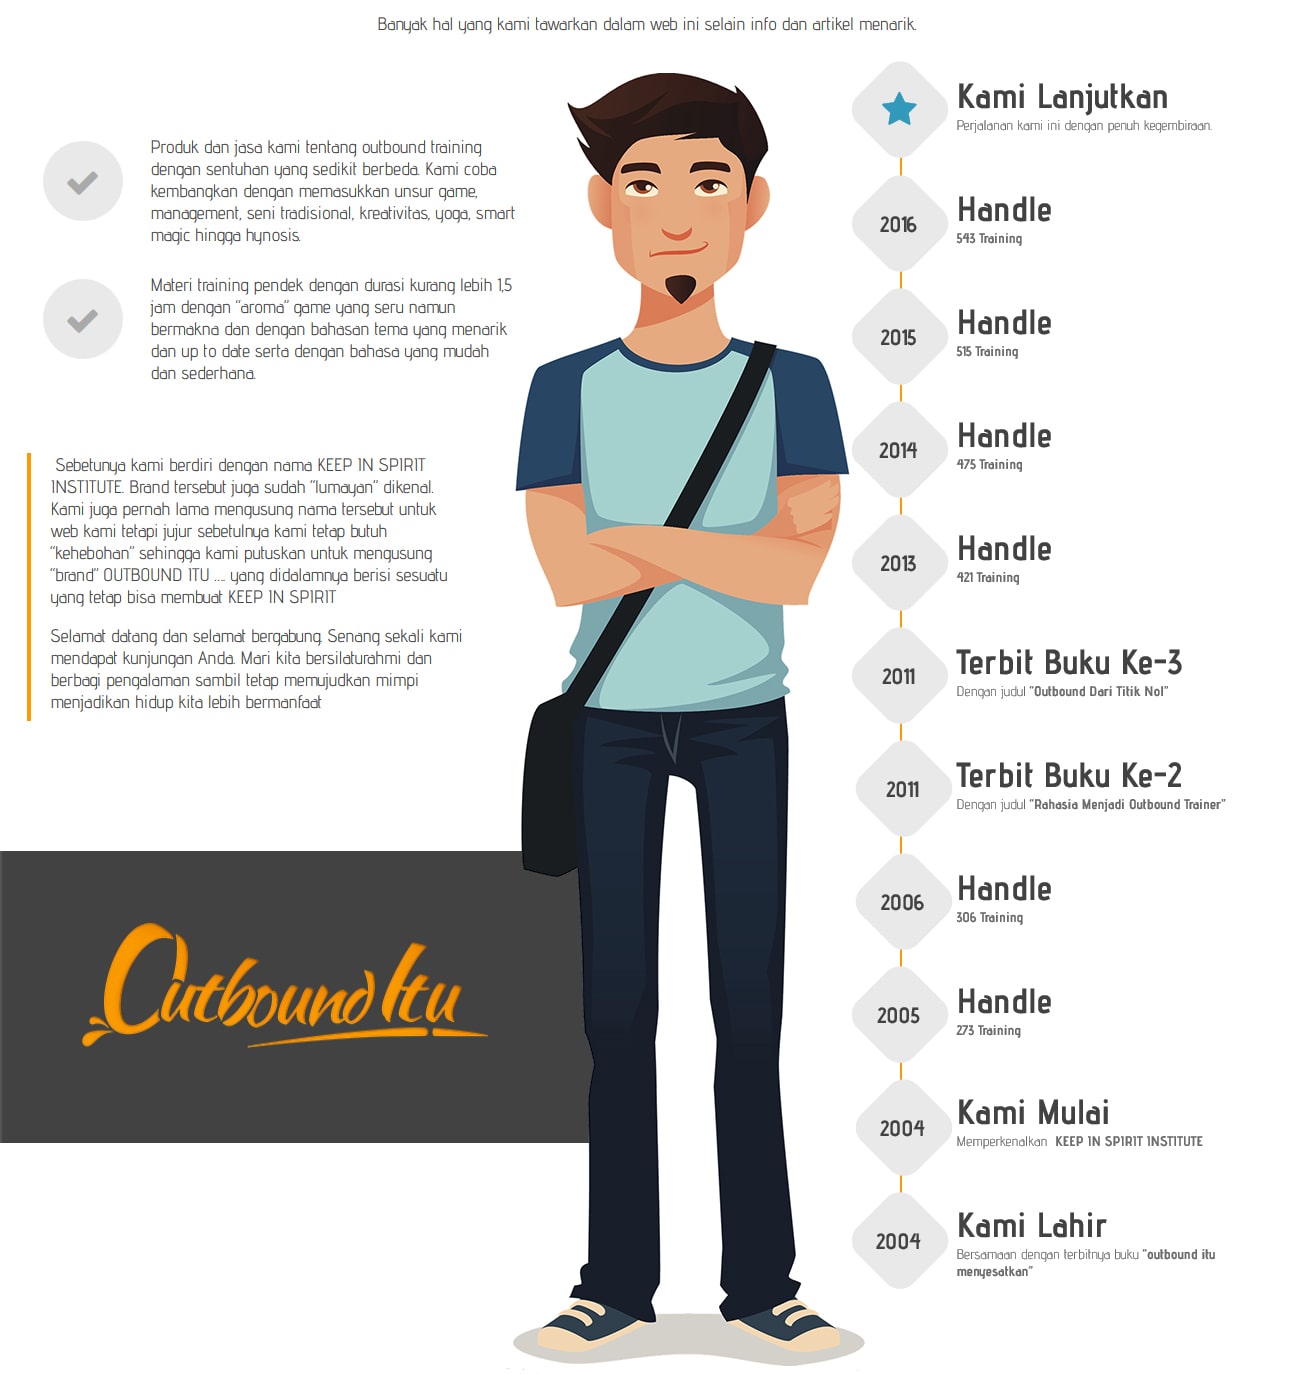 Banyak hal yang kami tawarkan dalam web ini selain info dan artikel menarik.
Produk dan jasa kami tentang outbound training
dengan sentuhan yang sedikit berbeda. Kami coba
kembangkan dengan memasukkan unsur game,
management, seni tradisional, kreativitas, yoga, smart
magic hingga hynosis.
Materi training pendek dengan durasi kurang lebih 1,5
jam dengan "aroma" game yang seru namun
bermakna dan dengan bahasan tema yang menarik
dan up to date serta dengan bahasa yang mudah
dan sederhana.
Sebetunya kami berdiri dengan nama KEEP IN SPIRIT
INSTITUTE. Brand tersebut juga sudah "lumayan" dikenal.
Kami juga pernah lama mengusung nama tersebut untuk
web kami tetapi jujur sebetulnya kami tetap butuh
"kehebohan" sehingga kami putuskan untuk mengusung
"brand" OUTBOUND ITU .... yang didalamnya berisi sesuatu
yang tetap bisa membuat KEEP IN SPIRIT
Selamat datang dan selamat bergabung. Senang sekali kami
mendapat kunjungan Anda. Mari kita bersilaturahmi dan
berbagi pengalaman sambil tetap memujudkan mimpi
menjadikan hidup kita lebih bermanfaat
Outbound Itu
Kami Lanjutkan
Perjalanan kami ini dengan penuh kegembiraan.
2016
Handle
543 Training
2015
Handle
515 Training
2014
Handle
475 Training
2013
Handle
421 Training
2011
Terbit Buku Ke-3
Dengan judul "Outbound Dari Titik Nol"
2011
Terbit Buku Ke-2
Dengan judul "Rahasia Menjadi Outbound Trainer"
2006
Handle
306 Training
2005
Handle
273 Training
2004
Kami Mulai
Memperkenalkan KEEP IN SPIRIT INSTITUTE
2004
Kami Lahir
Bersamaan dengan terbitnya buku "outbound itu
menyesatkan"